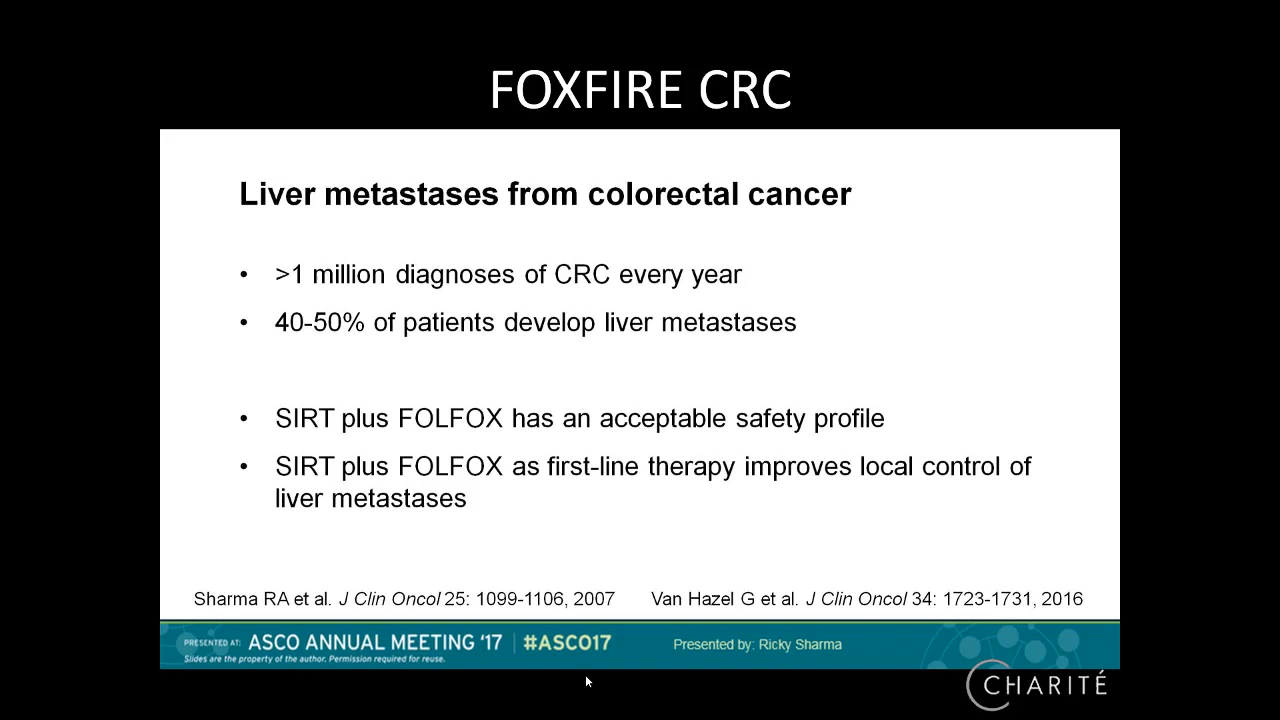 FOXFIRE CRC
Liver metastases from colorectal cancer
• >1 million diagnoses of CRC every year
• 40-50% of patients develop liver metastases
• SIRT plus FOLFOX has an acceptable safety profile
• SIRT plus FOLFOX as first-line therapy improves local control of
liver metastases
Sharma RA et al. J Clin Oncol 25: 1099-1106, 2007 Van Hazel G et al. J Clin Oncol 34: 1723-1731, 2016
PRESENTED AT: ASCO ANNUAL MEETING '17 | #ASCO17 Presented by: Ricky Sharma
Slides are the property of the author. Permission required for reuse.
CHARITÉ